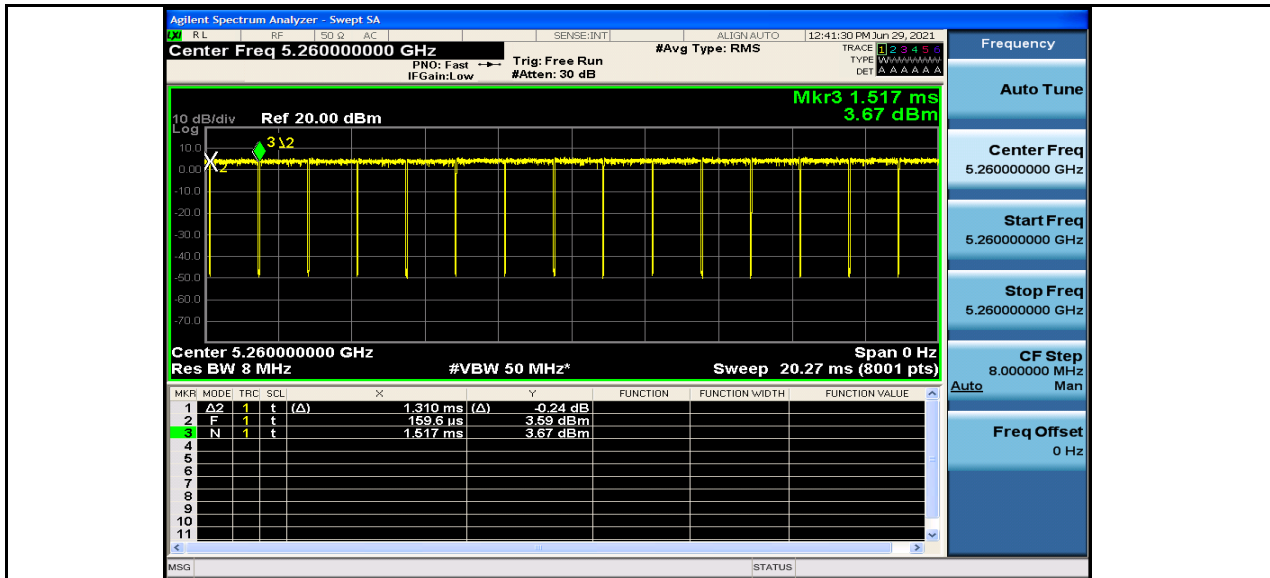 Agilent Spectrum Analyzer - Swept SA
LXI RL RF 50 Ω AC SENSE:INT ALIGN AUTO 12:41:30 PM Jun 29, 2021
Center Freq 5.260000000 GHz
PNO: Fast
IFGain:Low
Trig: Free Run
#Atten: 30 dB
#Avg Type: RMS
TRACE 1 2 3 4 5 6
TYPE WWWWWW
DET A A A A A A
Mkr3 1.517 ms
3.67 dBm
10 dB/div
Log
Ref 20.00 dBm
10.0
0.00
-10.0
-20.0
-30.0
-40.0
-50.0
-60.0
-70.0
X2
3Δ2
Center 5.260000000 GHz
Span 0 Hz
Res BW 8 MHz
#VBW 50 MHz*
Sweep 20.27 ms (8001 pts)
MKR MODE TRC SCL X Y FUNCTION FUNCTION WIDTH FUNCTION VALUE
1 Δ2 1 t (Δ) 1.310 ms (Δ) -0.24 dB
2 F 1 t 159.6 µs 3.59 dBm
3 N 1 t 1.517 ms 3.67 dBm
4
5
6
7
8
9
10
11
MSG
STATUS
Frequency
Auto Tune
Center Freq
5.260000000 GHz
Start Freq
5.260000000 GHz
Stop Freq
5.260000000 GHz
CF Step
8.000000 MHz
Auto Man
Freq Offset
0 Hz